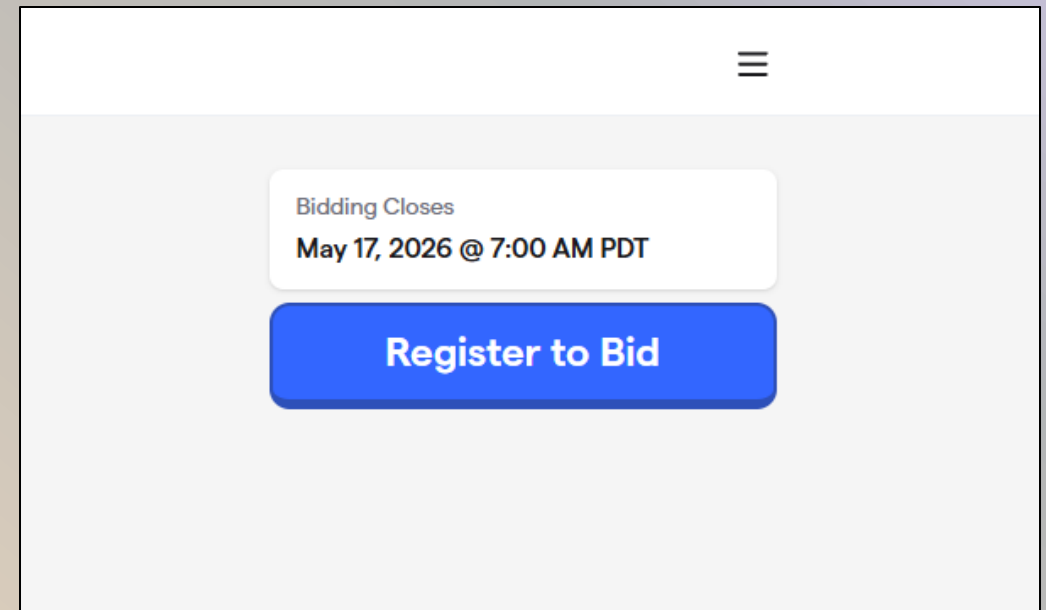 Bidding Closes
May 17, 2026 @ 7:00 AM PDT
Register to Bid